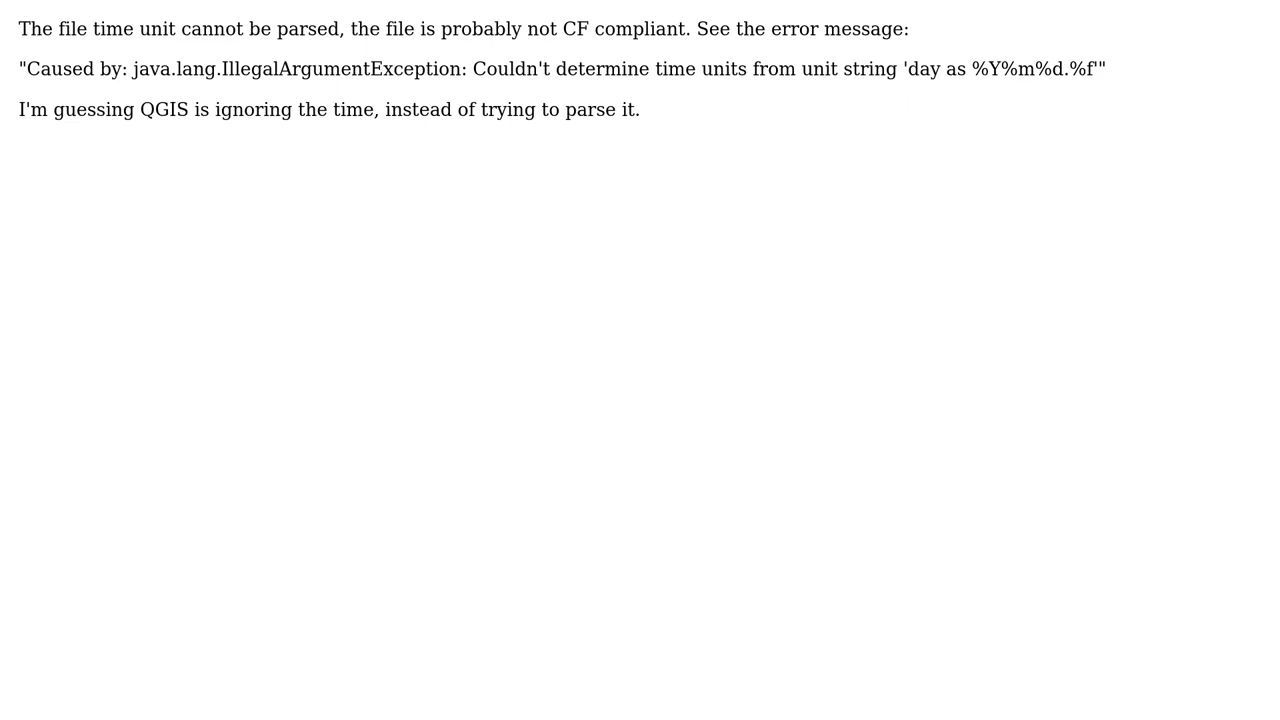 The file time unit cannot be parsed, the file is probably not CF compliant. See the error message:
"Caused by: java.lang.IllegalArgumentException: Couldn't determine time units from unit string 'day as %Y%m%d.%f'"
I'm guessing QGIS is ignoring the time, instead of trying to parse it.